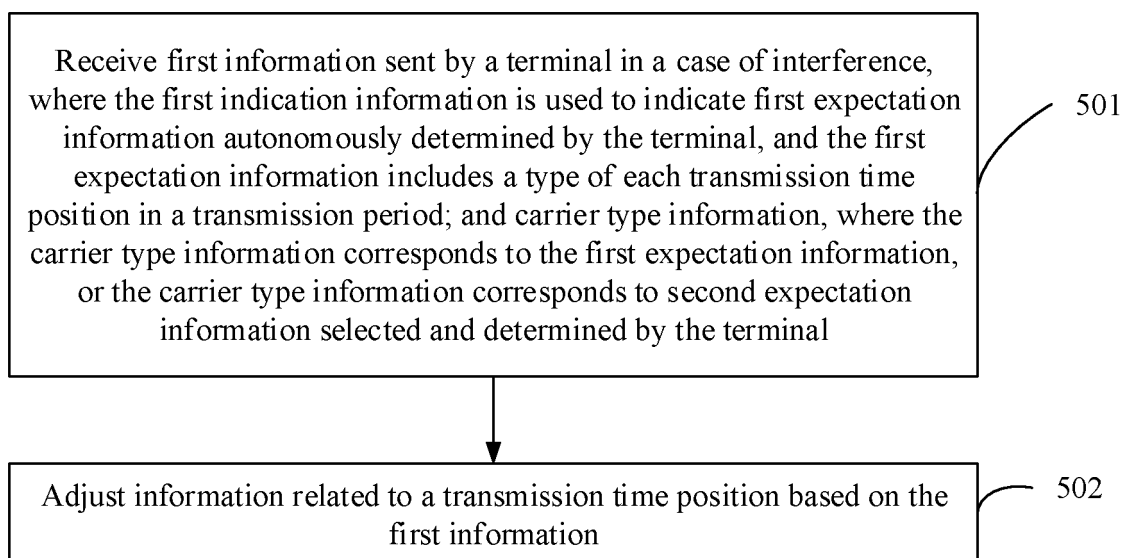 Receive first information sent by a terminal in a case of interference,
where the first indication information is used to indicate first expectation
information autonomously determined by the terminal, and the first
expectation information includes a type of each transmission time
position in a transmission period; and carrier type information, where the
carrier type information corresponds to the first expectation information,
or the carrier type information corresponds to second expectation
information selected and determined by the terminal
501
Adjust information related to a transmission time position based on the
first information
502